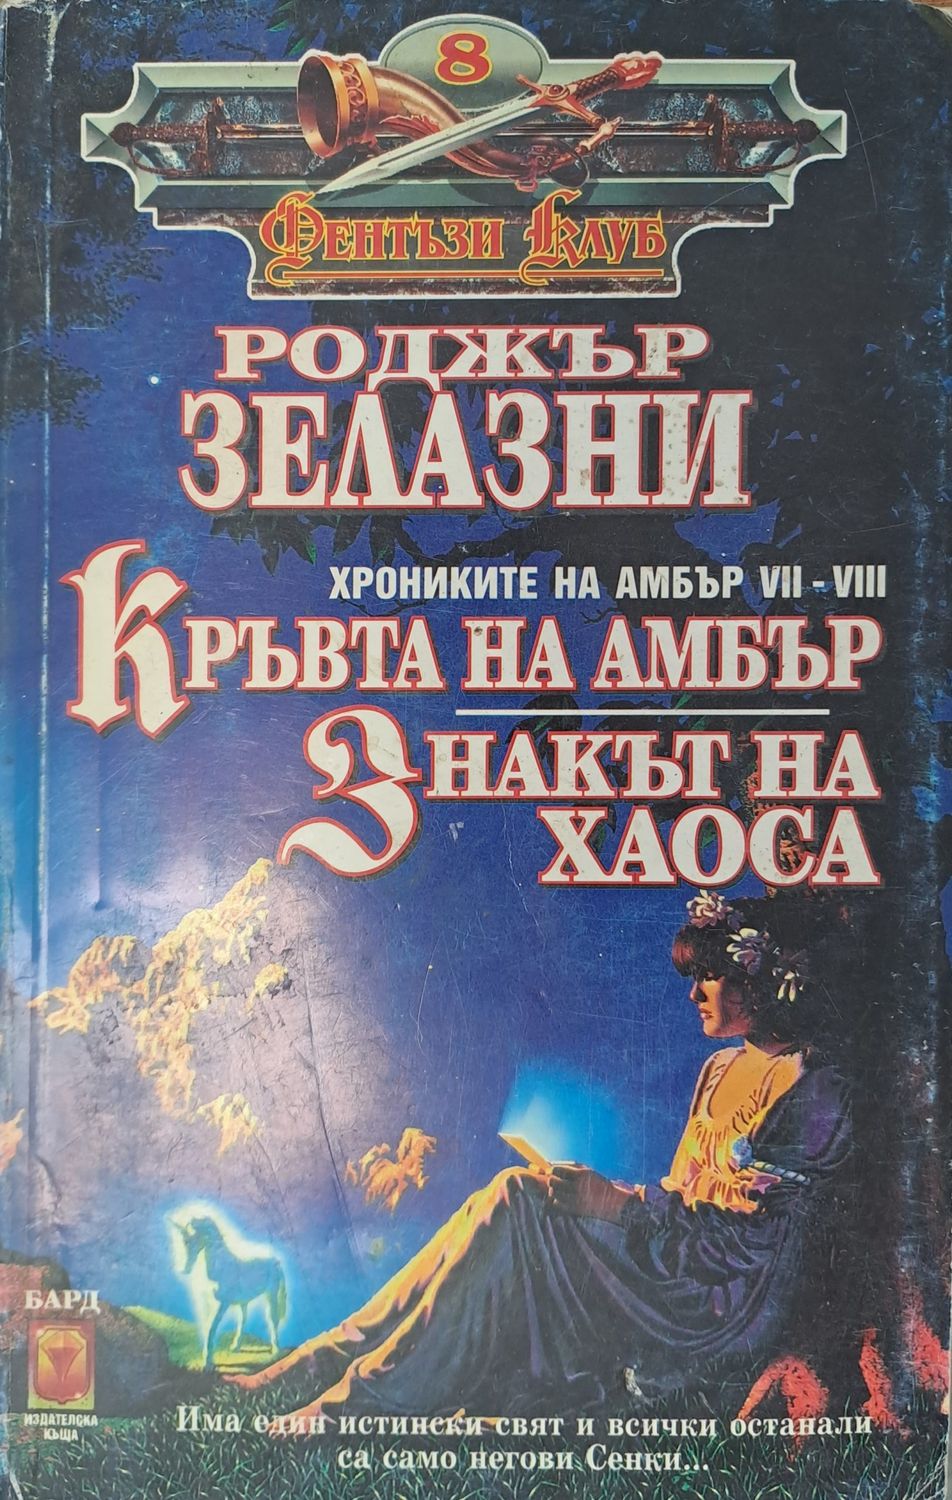 8
Фентъзи Клуб
РОДЖЪР
ЗЕЛАЗНИ
ХРОНИКИТЕ НА АМБЪР VII - VIII
КРЪВТА НА АМБЪР
ЗНАКЪТ НА
ХАОСА
БАРД
ИЗДАТЕЛСКА
КЪЩА
Има един истински свят и всички останали
са само негови Сенки...